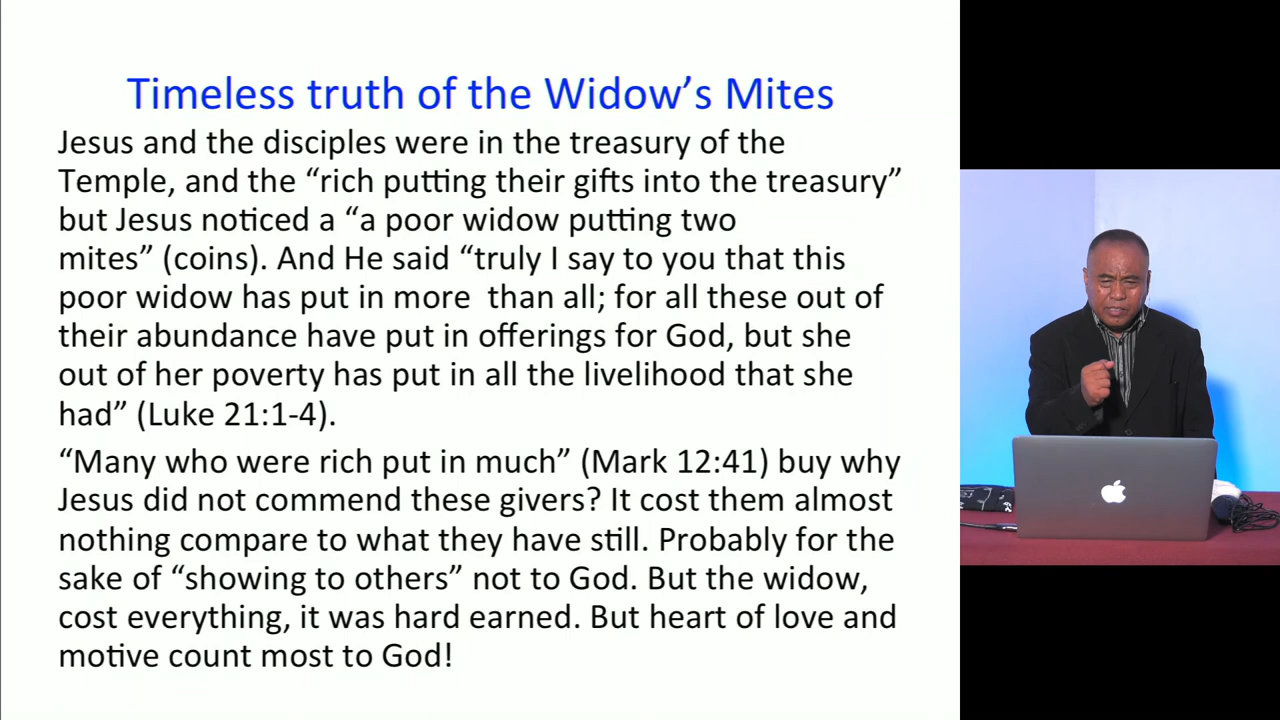 Timeless truth of the Widow’s Mites
Jesus and the disciples were in the treasury of the
Temple, and the “rich putting their gifts into the treasury”
but Jesus noticed a “a poor widow putting two
mites” (coins). And He said “truly I say to you that this
poor widow has put in more  than all; for all these out of
their abundance have put in offerings for God, but she
out of her poverty has put in all the livelihood that she
had” (Luke 21:1-4).
“Many who were rich put in much” (Mark 12:41) buy why
Jesus did not commend these givers? It cost them almost
nothing compare to what they have still. Probably for the
sake of “showing to others” not to God. But the widow,
cost everything, it was hard earned. But heart of love and
motive count most to God!